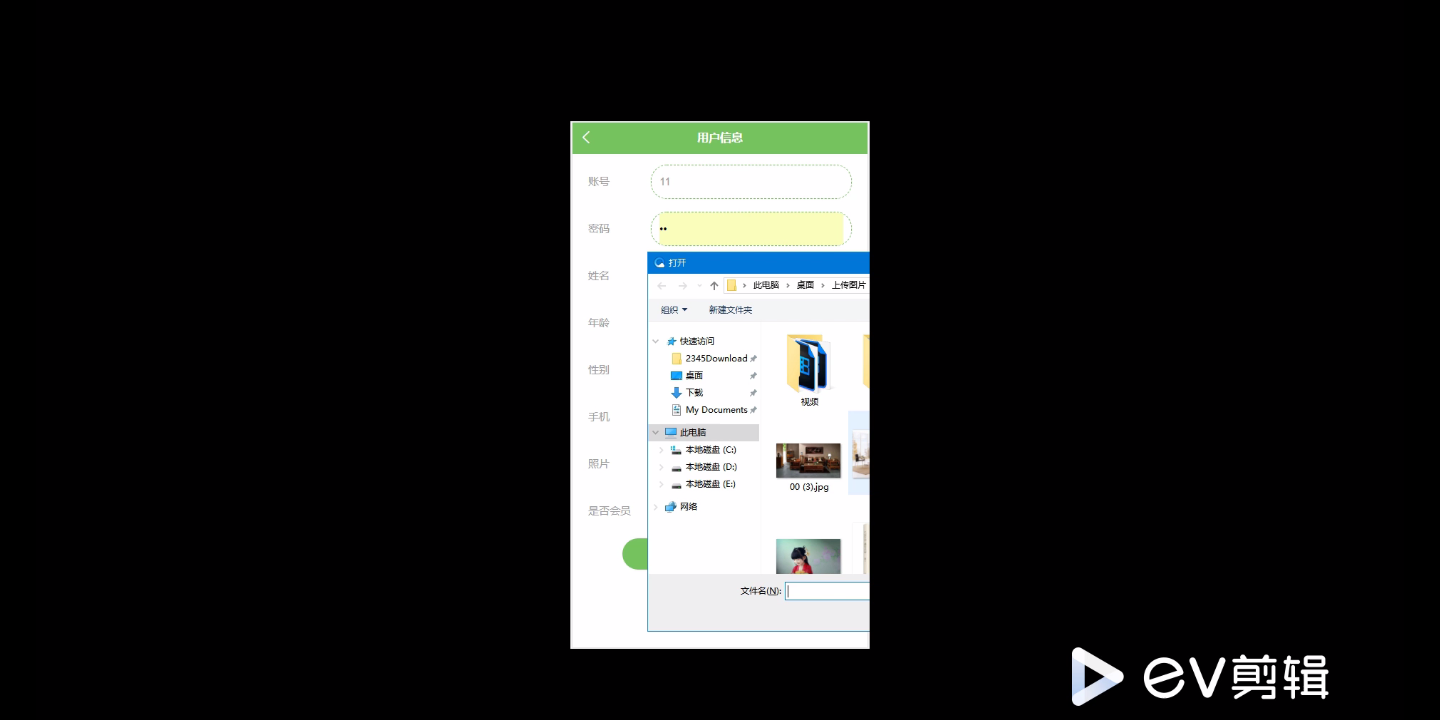 用户信息
账号
11
密码
••
姓名
年龄
性别
手机
照片
是否会员
打开
此电脑 › 桌面 › 上传图片
组织
新建文件夹
快速访问
2345Download
桌面
下载
My Documents
此电脑
本地磁盘 (C:)
本地磁盘 (D:)
本地磁盘 (E:)
网络
视频
00 (3).jpg
文件名(N):
eV剪辑